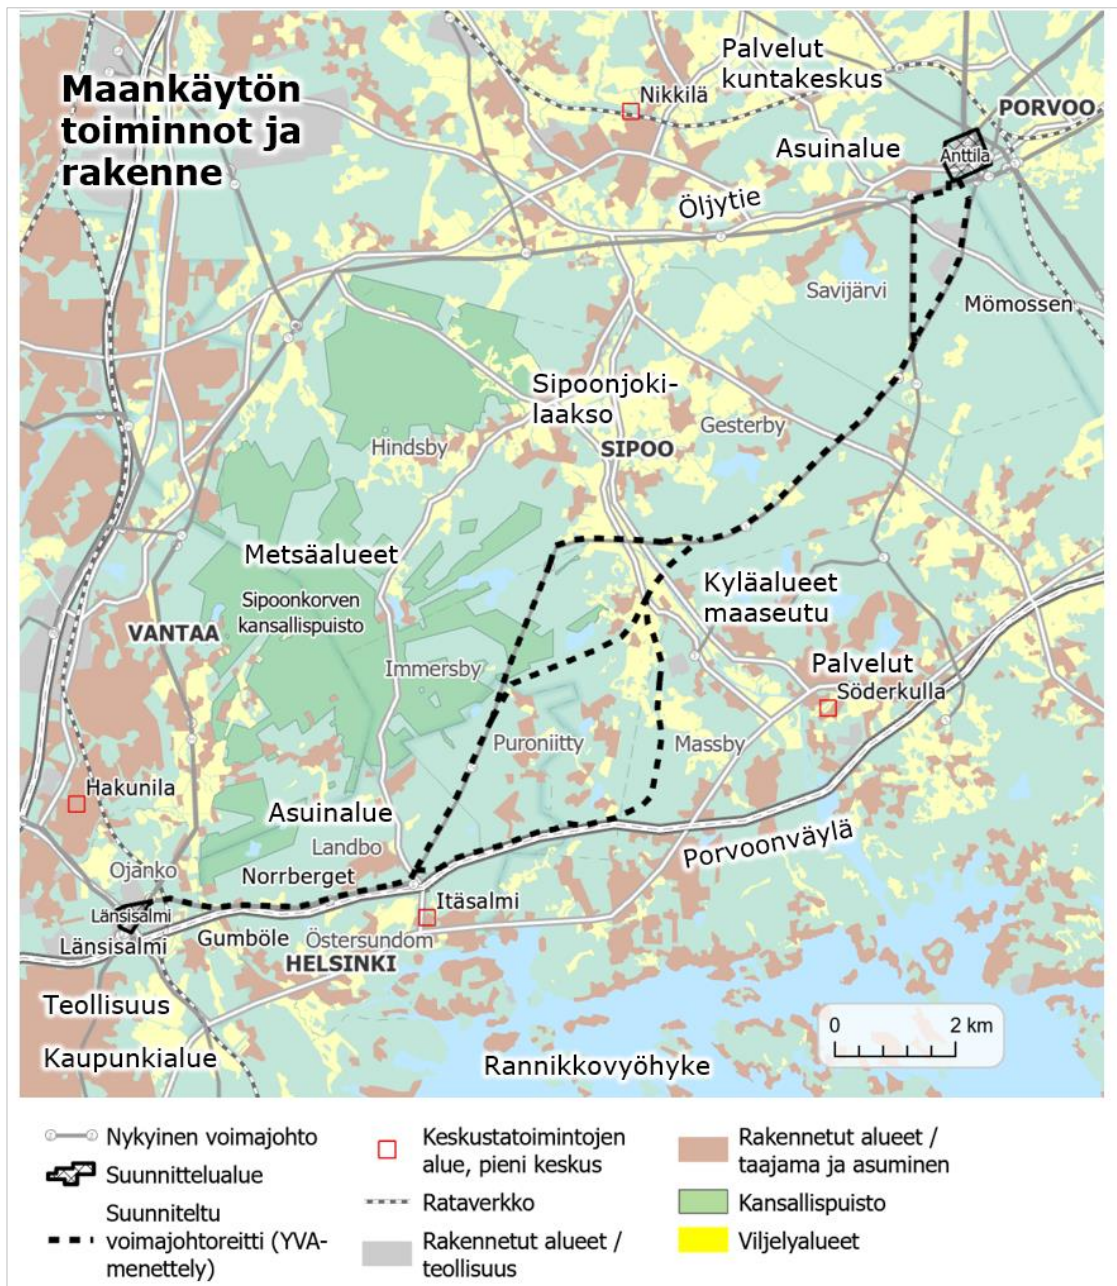 Maankäytön
toiminnot ja
rakenne
Palvelut
kuntakeskus
Nikkilä
PORVOO
Asuinalue
Anttila
Öljytie
Savijärvi
Mömossen
Sipoonjoki-
laakso
Hindsby
Gesterby
SIPOO
Metsäalueet
Kyläalueet
maaseutu
Sipoonkorven
kansallispuisto
VANTAA
Immersby
Palvelut
Söderkulla
Puroniitty
Massby
Hakunila
Asuinalue
Landbo
Porvoonväylä
Ojanko
Norrberget
Länsisalmi
Itäsalmi
Länsisalmi
Gumböle
Östersundom
HELSINKI
Teollisuus
Kaupunkialue
Rannikkovyöhyke
0 2 km
Nykyinen voimajohto
Suunnittelualue
Suunniteltu
voimajohtoreitti (YVA-
menettely)
Keskustatoimintojen
alue, pieni keskus
Rataverkko
Rakennetut alueet /
teollisuus
Rakennetut alueet /
taajama ja asuminen
Kansallispuisto
Viljelyalueet